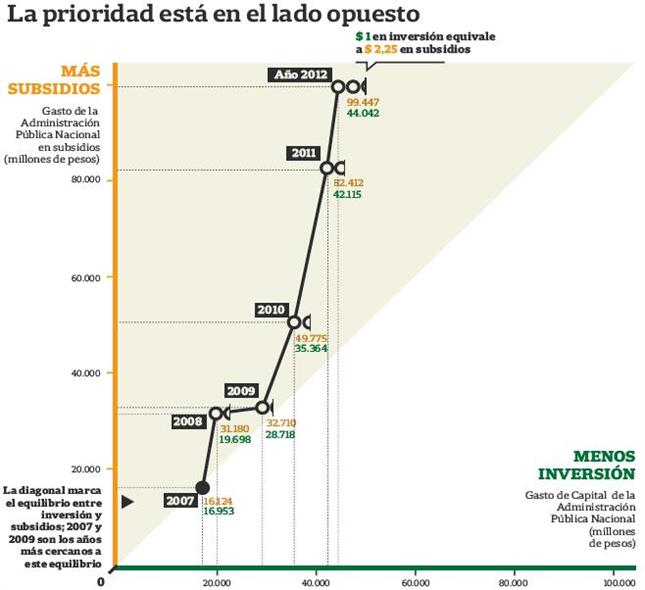 La prioridad está en el lado opuesto
$ 1 en inversión equivale
a $ 2,25 en subsidios
MÁS
SUBSIDIOS
Gasto de la
Administración
Pública Nacional
en subsidios
(millones de pesos)
Año 2012
99.447
44.042
2011
82.412
42.115
80.000
60.000
2010
49.775
35.364
40.000
2009
32.710
28.718
2008
31.180
19.698
20.000
2007
16.124
16.953
La diagonal marca
el equilibrio entre
inversión y
subsidios; 2007 y
2009 son los años
más cercanos a
este equilibrio
MENOS
INVERSIÓN
Gasto de Capital de la
Administración
Pública Nacional
(millones
de pesos)
0
20.000
40.000
60.000
80.000
100.000